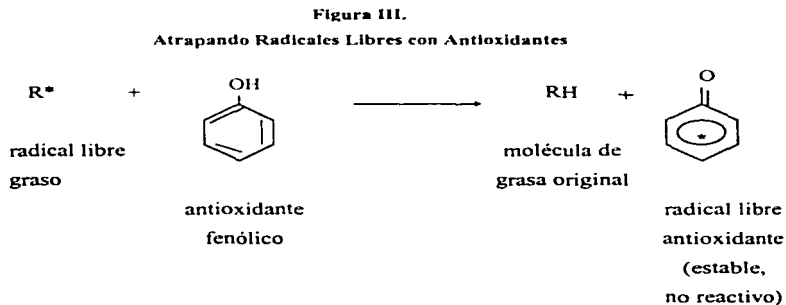 Figura III.
Atrapando Radicales Libres con Antioxidantes
R* + OH RH + O
*
radical libre
graso
antioxidante
fenólico
molécula de
grasa original
radical libre
antioxidante
(estable,
no reactivo)